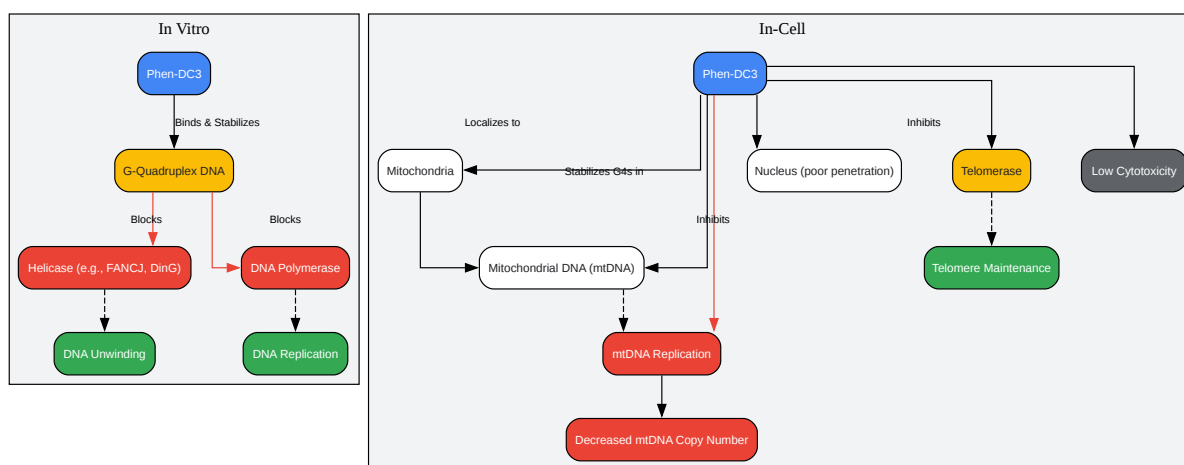 In Vitro
Phen-DC3
Binds & Stabilizes
G-Quadruplex DNA
Blocks
Blocks
Helicase (e.g., FANCJ, DinG)
DNA Polymerase
DNA Unwinding
DNA Replication
In-Cell
Phen-DC3
Localizes to
Inhibits
Mitochondria
Stabilizes G4s in
Nucleus (poor penetration)
Telomerase
Low Cytotoxicity
Inhibits
Mitochondrial DNA (mtDNA)
Telomere Maintenance
mtDNA Replication
Decreased mtDNA Copy Number